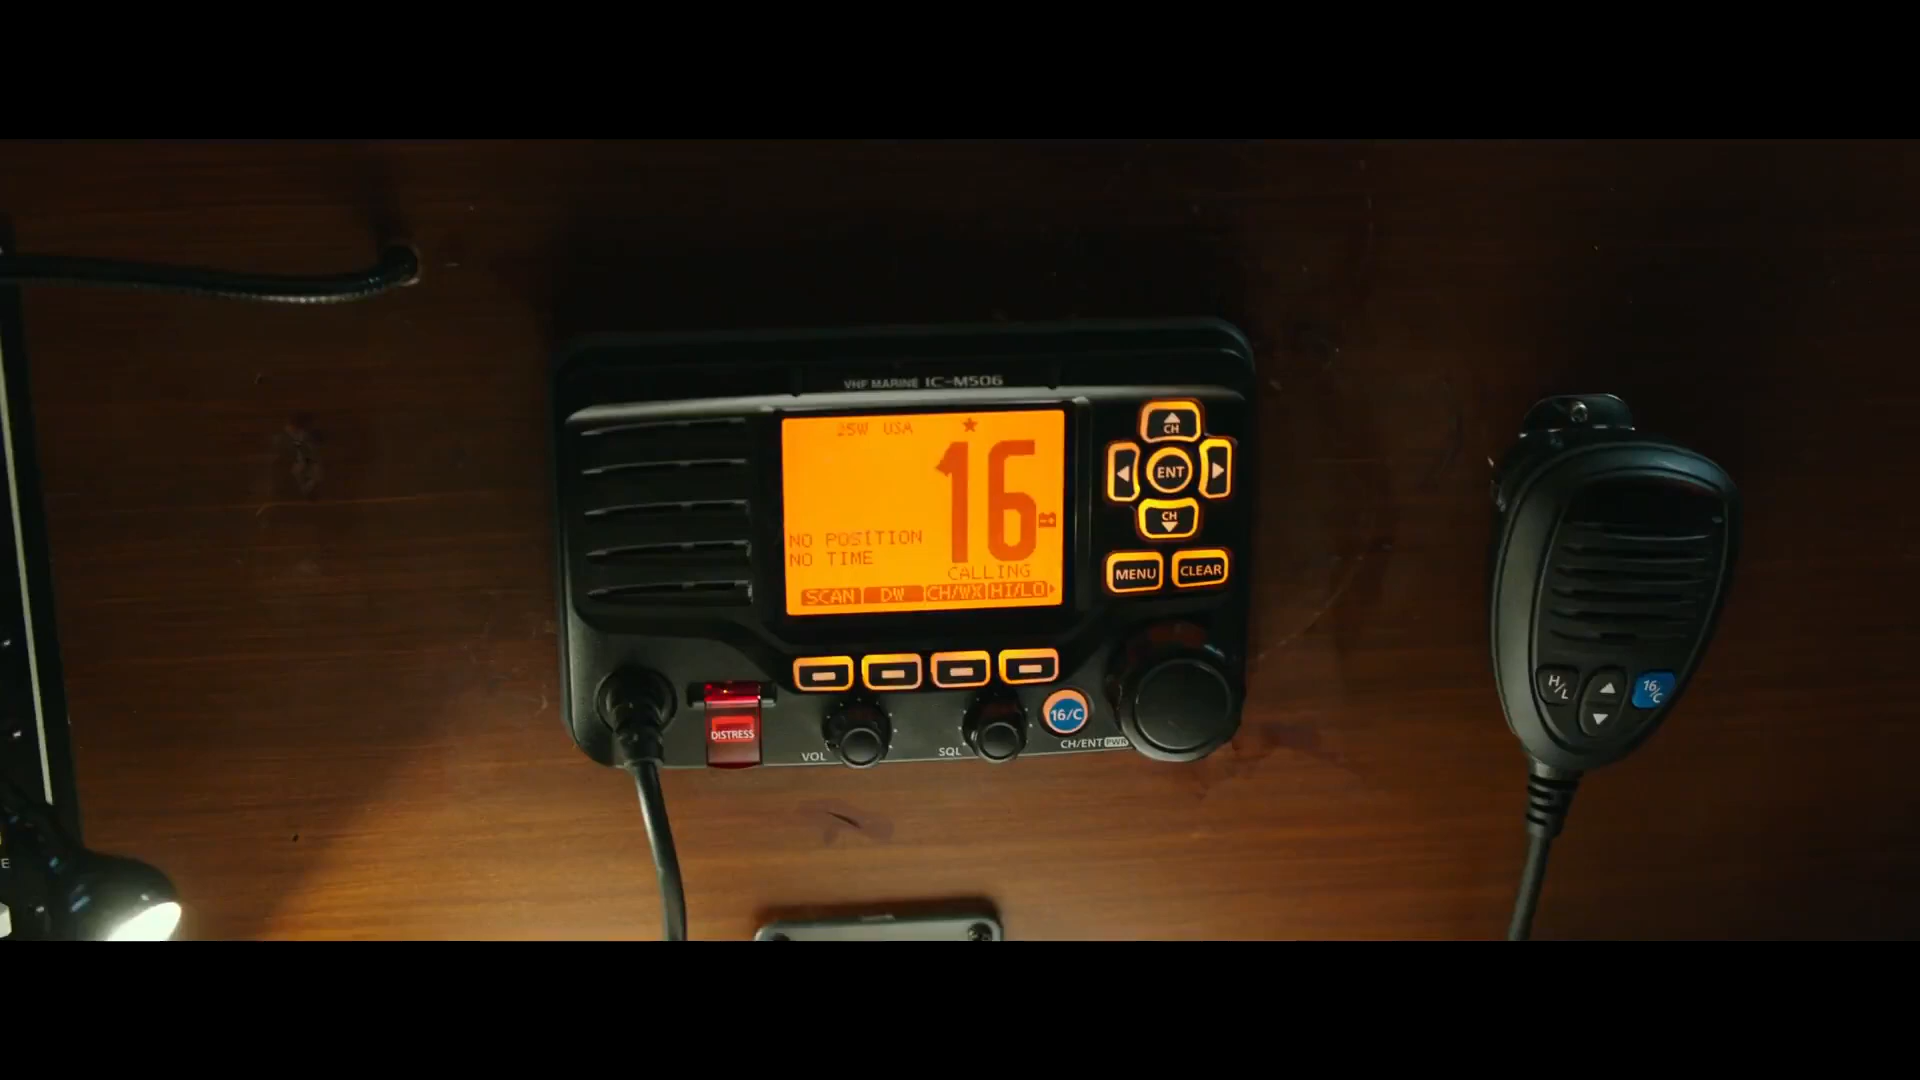 VHF MARINE IC-M506
25W USA
16
NO POSITION
NO TIME
CALLING
SCAN DW CH/WX HI/LO
CH
ENT
CH
MENU CLEAR
DISTRESS
VOL
SQL
16/C
CH/ENT PWR
H/L
16/C